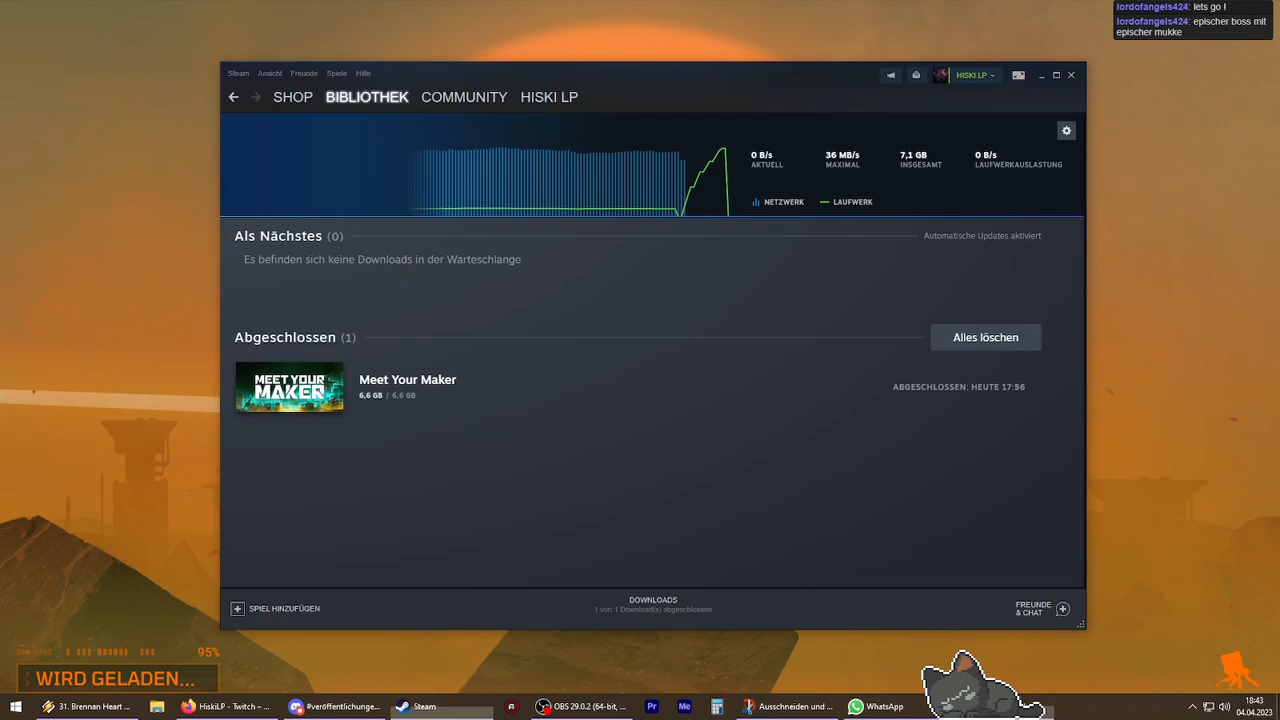 lordofangels424: lets go !
lordofangels424: epischer boss mit
epischer mukke
Steam Ansicht Freunde Spiele Hilfe
HISKI LP
SHOP BIBLIOTHEK COMMUNITY HISKI LP
0 B/s 36 MB/s 7,1 GB 0 B/s
AKTUELL MAXIMAL INSGESAMT LAUFWERKAUSLASTUNG
NETZWERK LAUFWERK
Als Nächstes (0)
Automatische Updates aktiviert
Es befinden sich keine Downloads in der Warteschlange
Abgeschlossen (1)
Alles löschen
MEET YOUR
MAKER
Meet Your Maker
6,6 GB / 6,6 GB
ABGESCHLOSSEN: HEUTE 17:56
SPIEL HINZUFÜGEN
DOWNLOADS
1 von 1 Download(s) abgeschlossen
FREUNDE
& CHAT
95%
WIRD GELADEN...
31. Brennan Heart ...
HiskiLP - Twitch – ...
#veröffentlichunge...
Steam
OBS 29.0.2 (64-bit, ...
Pr
Me
Ausschneiden und ...
WhatsApp
18:43
04.04.2023